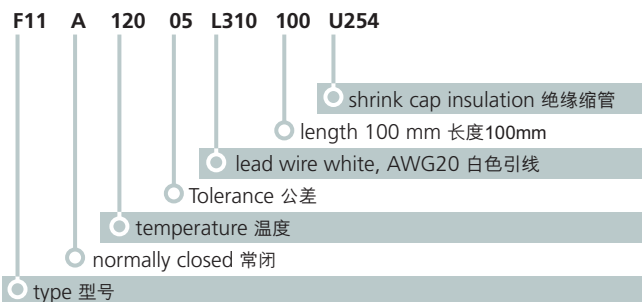 F11 A 120 05 L310 100 U254
shrink cap insulation 绝缘缩管
length 100 mm 长度100mm
lead wire white, AWG20 白色引线
Tolerance 公差
temperature 温度
normally closed 常闭
type 型号